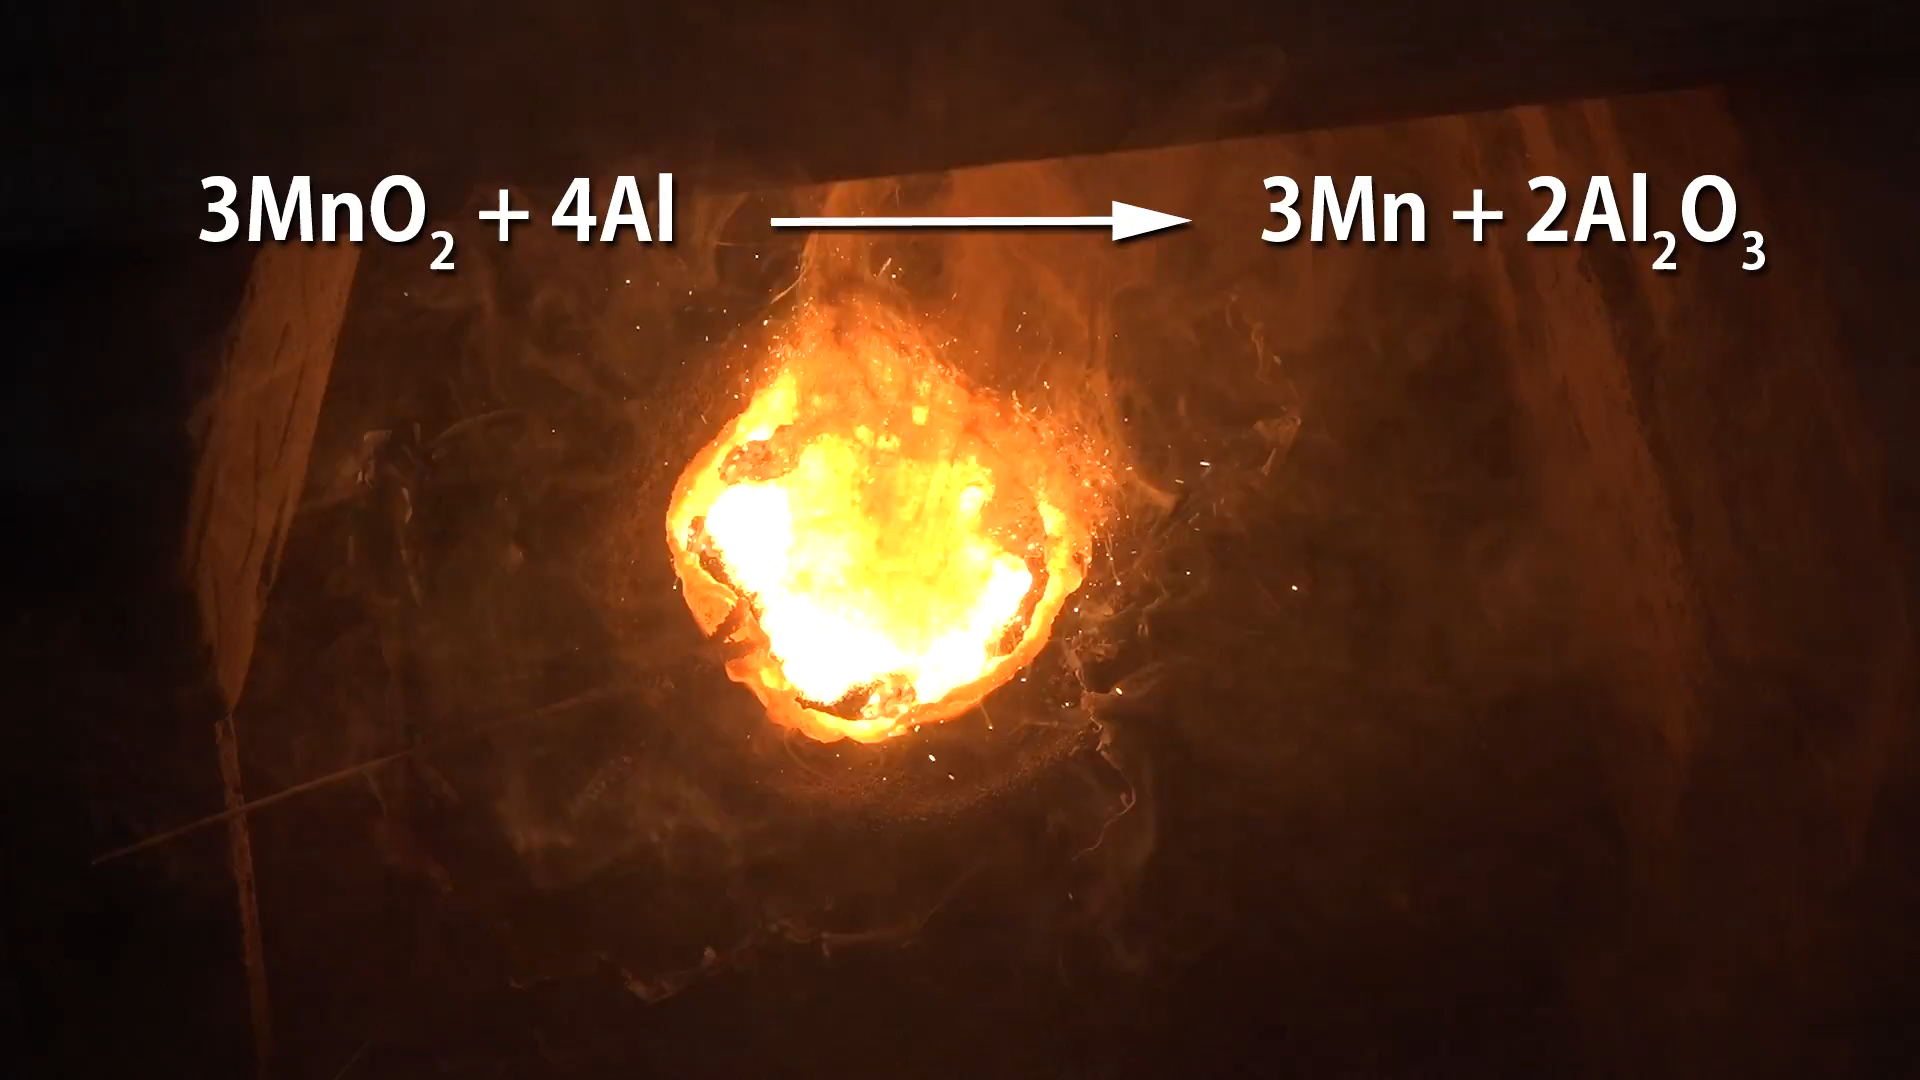 3MnO₂ + 4Al ⟶ 3Mn + 2Al₂O₃